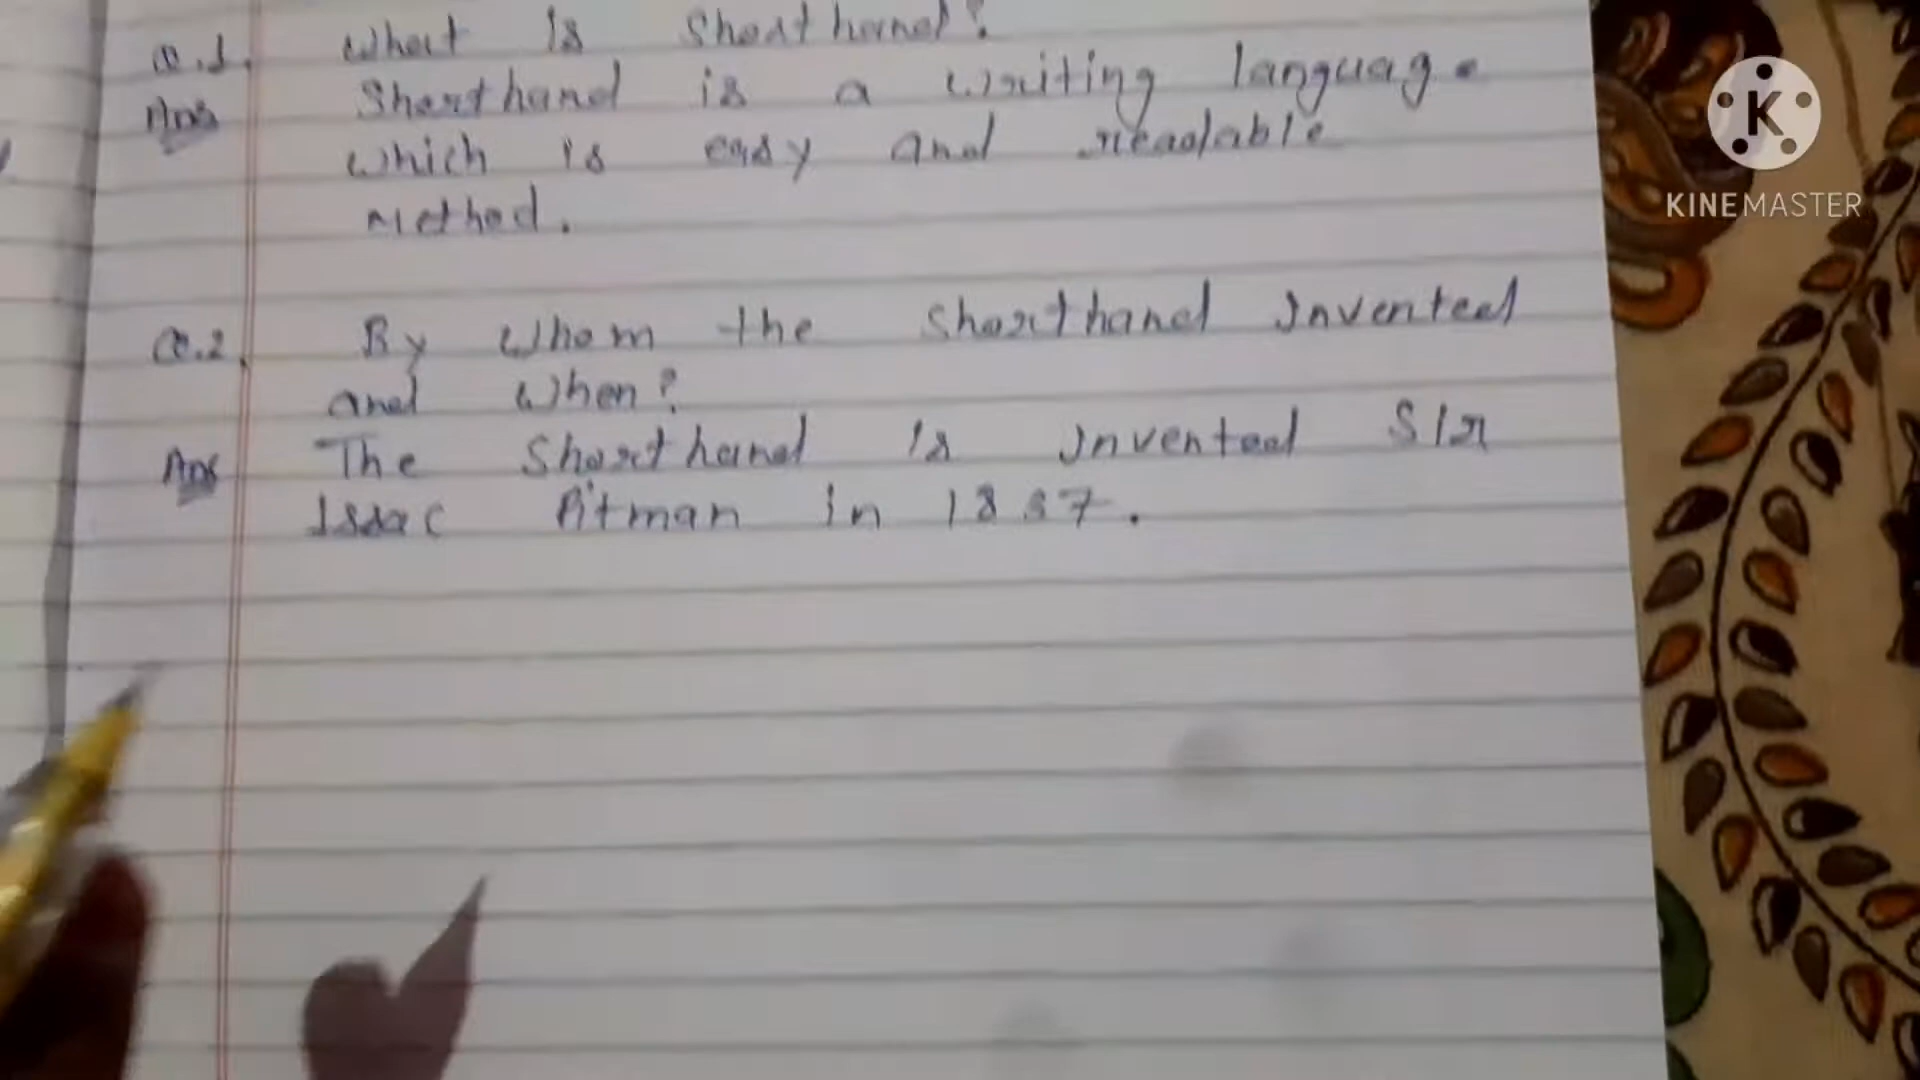 Q.1. What is Shorthand?
Ans Shorthand is a writing language
which is easy and readable
Method.
Q.2. By Whom the Shorthand Invented
and When?
Ans The Shorthand is Invented Sir
Issac Pitman in 1837.
K
KINEMASTER